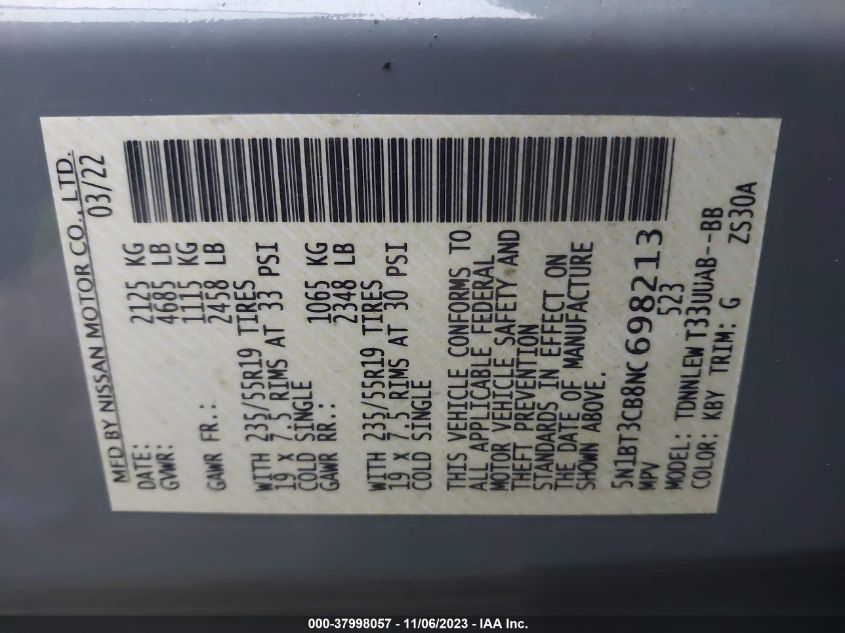 MFD BY NISSAN MOTOR CO., LTD.
DATE: 03/22
GVWR: 2125 KG
4685 LB
1115 KG
GAWR FR.: 2458 LB
WITH 235/55R19 TIRES
19 X 7.5 RIMS AT 33 PSI
COLD SINGLE 1065 KG
GAWR RR.: 2348 LB
WITH 235/55R19 TIRES
19 X 7.5 RIMS AT 30 PSI
COLD SINGLE
THIS VEHICLE CONFORMS TO
ALL APPLICABLE FEDERAL
MOTOR VEHICLE SAFETY AND
THEFT PREVENTION
STANDARDS IN EFFECT ON
THE DATE OF MANUFACTURE
SHOWN ABOVE.
5N1BT3CB8NC698213
MPV 523
MODEL: TDNNLEW T33UUAB--BB
COLOR: KBY TRIM: G ZS30A
000-37998057 - 11/06/2023 - IAA Inc.